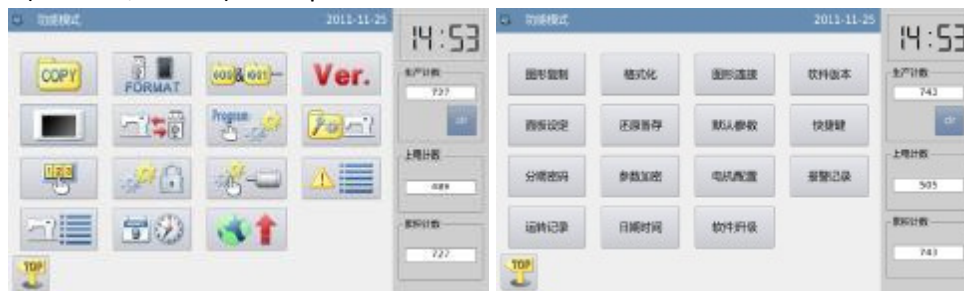 功能模式 2011-11-25
14:53
COPY
FORMAT
Ver.
生产计数
727
clr
Program
上电计数
489
累积计数
727
TOP
功能模式 2011-11-25
14:53
图形复制 格式化 图形连接 软件版本
生产计数
743
clr
面板设定 还原暂存 默认参数 快捷键
上电计数
505
分期密码 参数加密 电机配置 报警记录
累积计数
743
运转记录 日期时间 软件升级
TOP